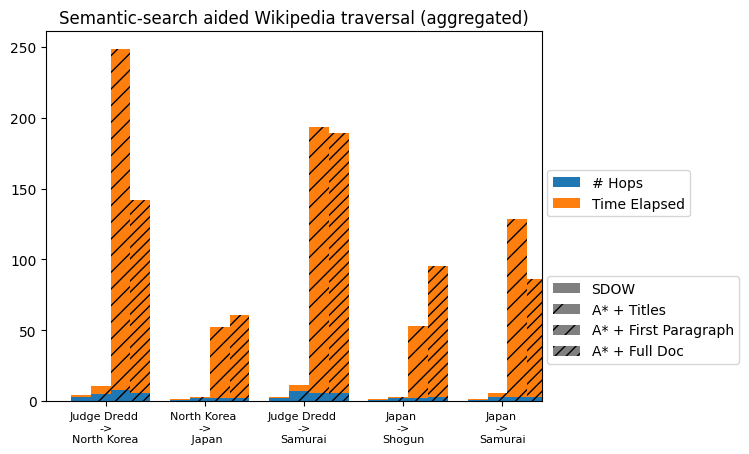 Semantic-search aided Wikipedia traversal (aggregated)
250
200
150
100
50
0
# Hops
Time Elapsed
SDOW
A* + Titles
A* + First Paragraph
A* + Full Doc
Judge Dredd
->
North Korea
North Korea
->
Japan
Judge Dredd
->
Samurai
Japan
->
Shogun
Japan
->
Samurai